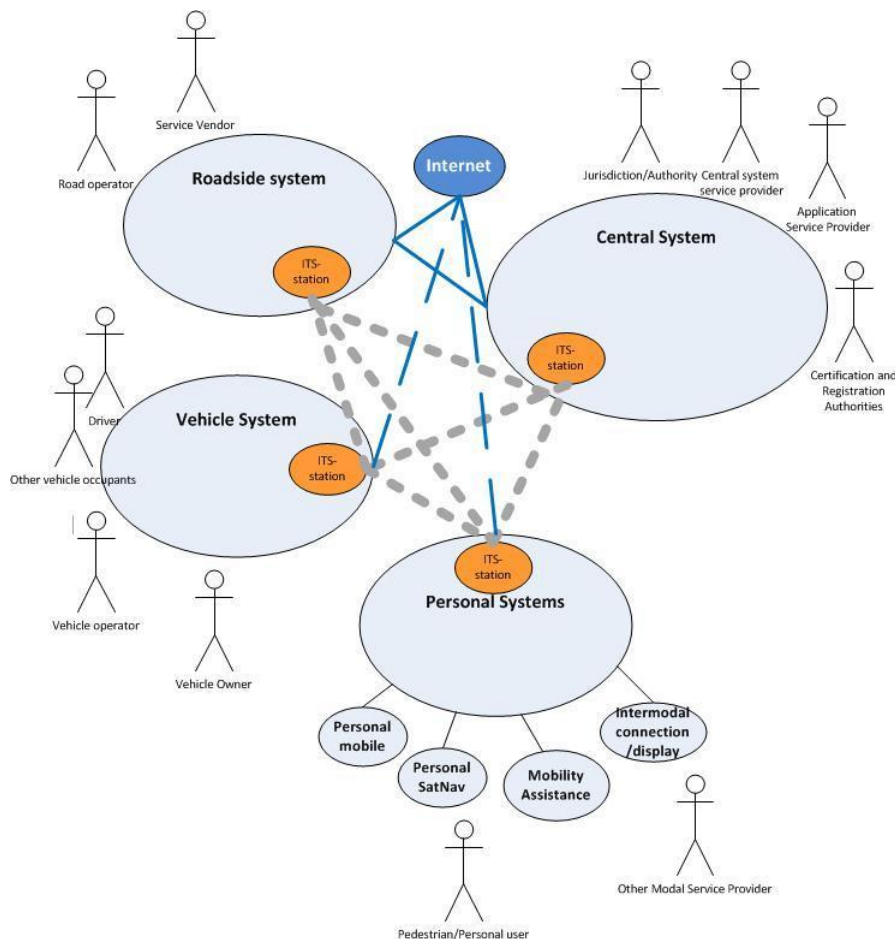 Service Vendor
Road operator
Roadside system
ITS-
station
Internet
Jurisdiction/Authority
Central system
service provider
Application
Service Provider
Central System
ITS-
station
Certification and
Registration
Authorities
Driver
Other vehicle occupants
Vehicle System
ITS-
station
Vehicle operator
Vehicle Owner
ITS-
station
Personal Systems
Personal
mobile
Personal
SatNav
Mobility
Assistance
Intermodal
connection
/display
Pedestrian/Personal user
Other Modal Service Provider